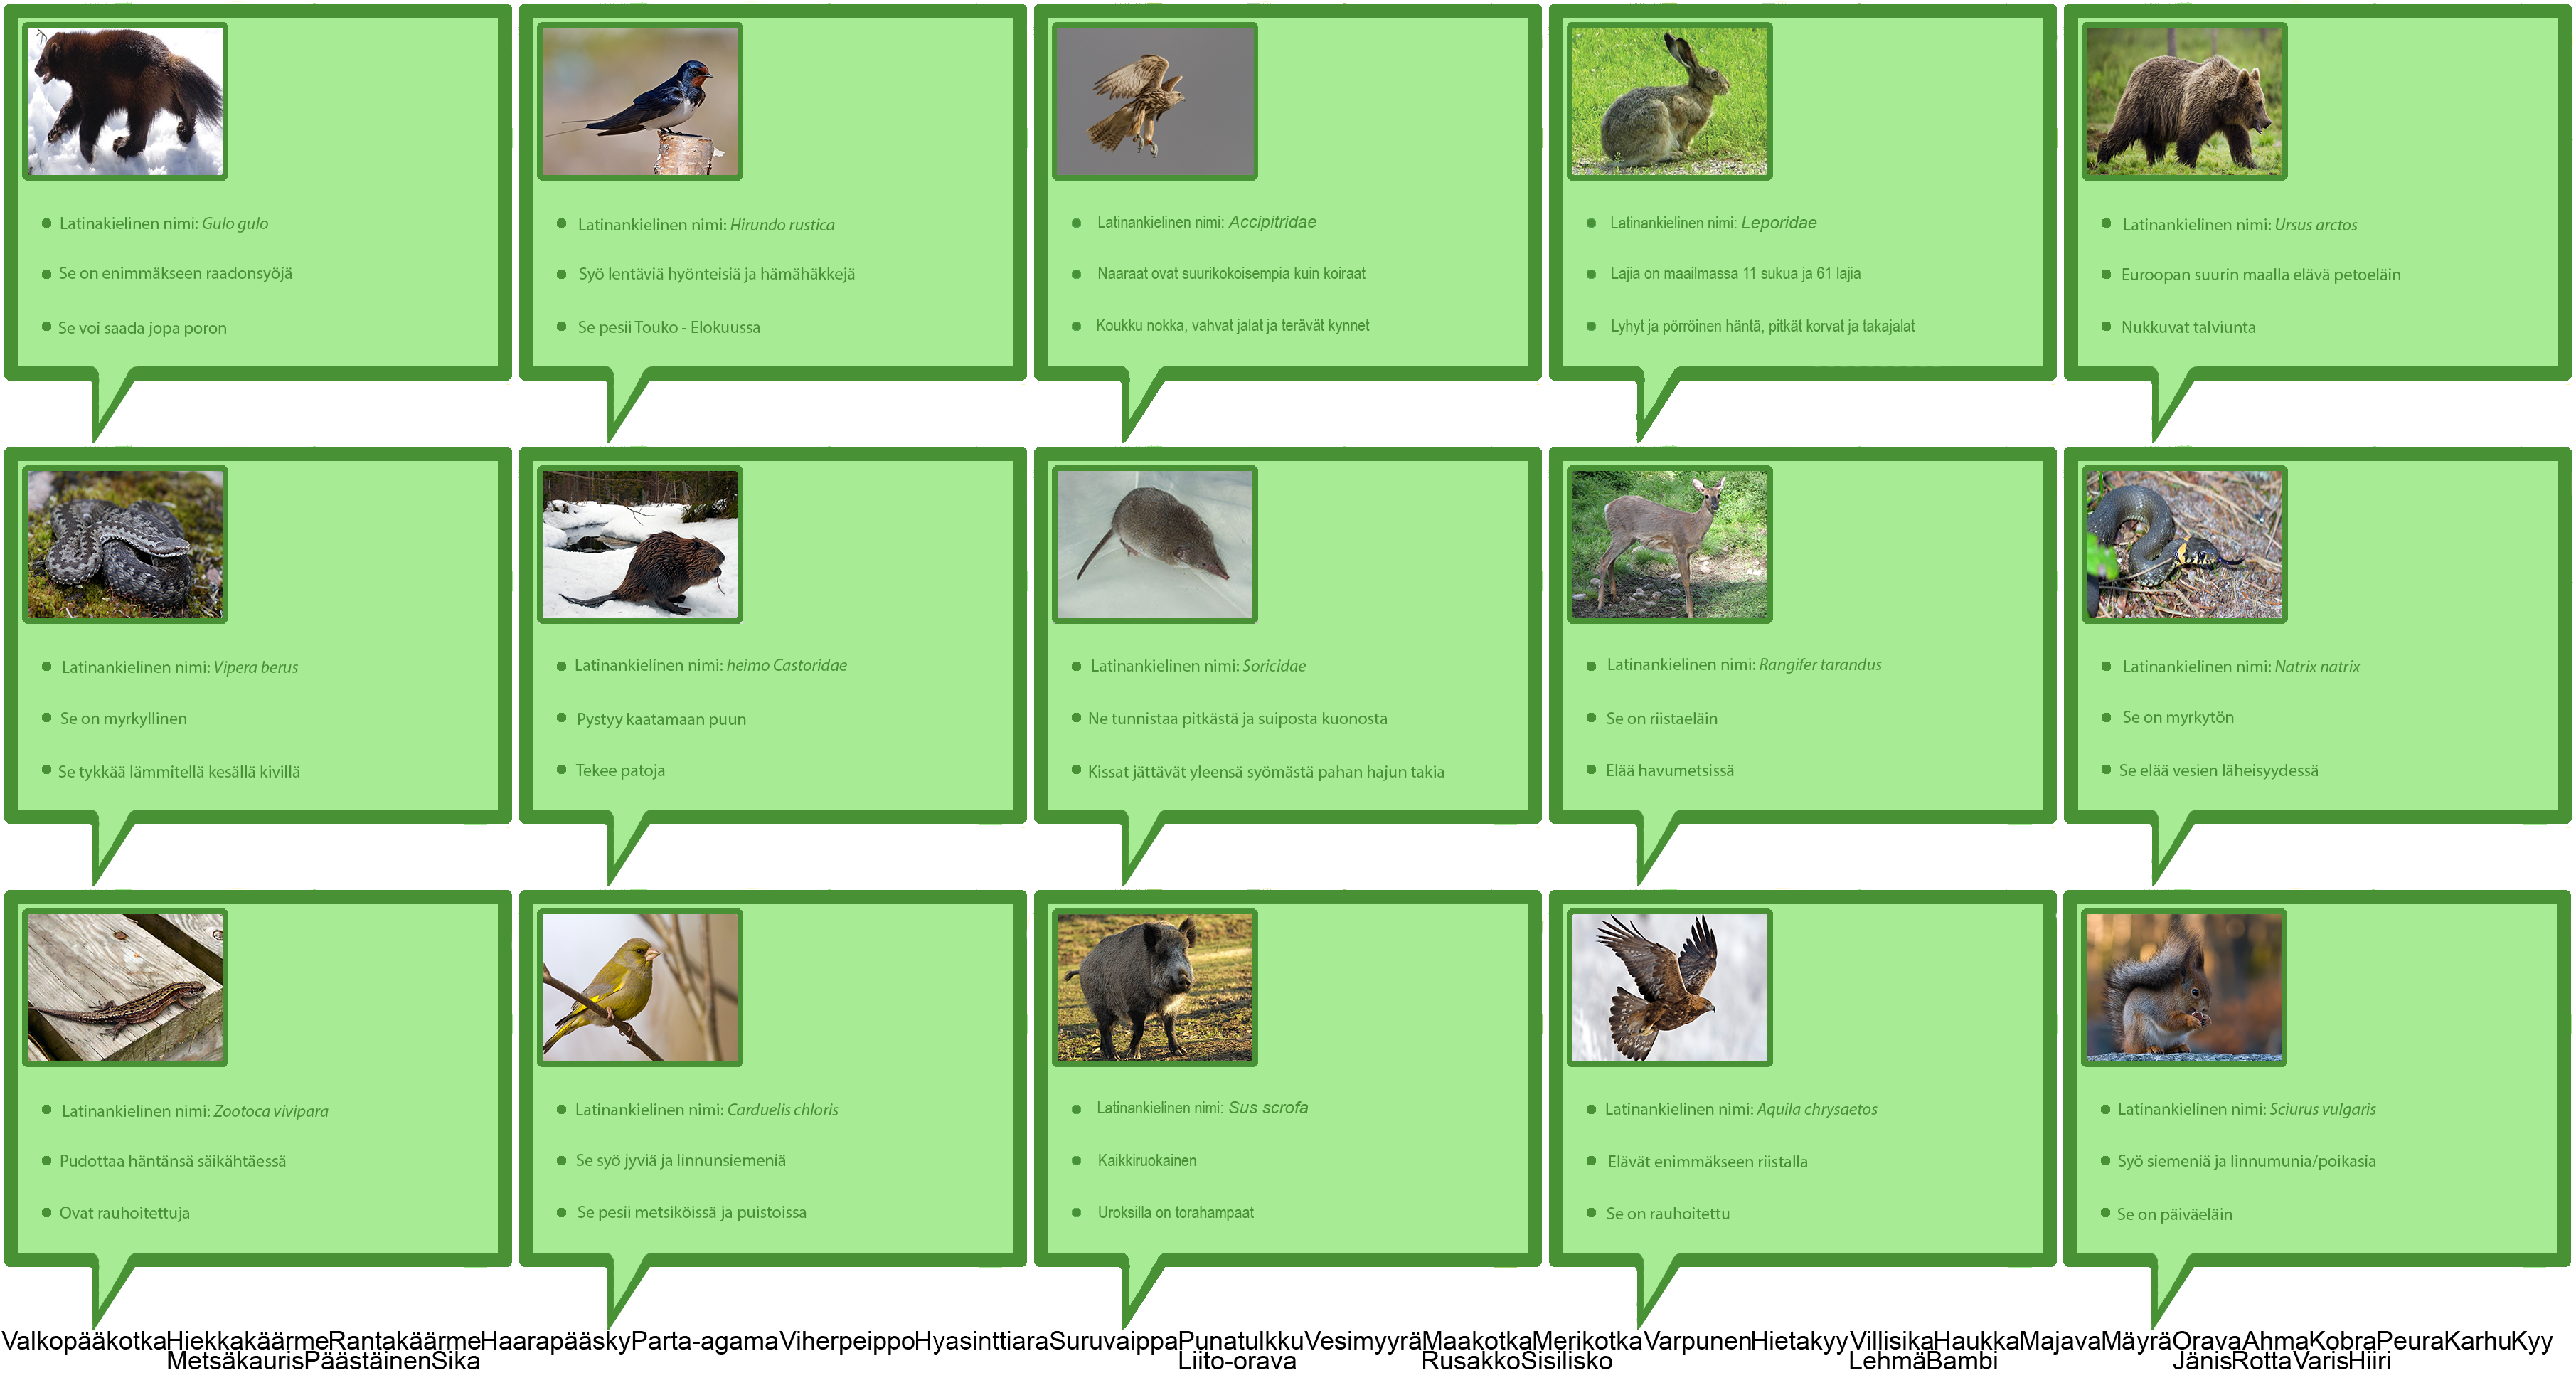 Latinakielinen nimi: Gulo gulo
Se on enimmäkseen raadonsyöjä
Se voi saada jopa poron
Latinankielinen nimi: Hirundo rustica
Syö lentäviä hyönteisiä ja hämähäkkejä
Se pesii Touko - Elokuussa
Latinankielinen nimi: Accipitridae
Naaraat ovat suurikokoisempia kuin koiraat
Koukku nokka, vahvat jalat ja terävät kynnet
Latinankielinen nimi: Leporidae
Lajia on maailmassa 11 sukua ja 61 lajia
Lyhyt ja pörröinen häntä, pitkät korvat ja takajalat
Latinankielinen nimi: Ursus arctos
Euroopan suurin maalla elävä petoeläin
Nukkuvat talviunta
Latinankielinen nimi: Vipera berus
Se on myrkyllinen
Se tykkää lämmitellä kesällä kivillä
Latinankielinen nimi: heimo Castoridae
Pystyy kaatamaan puun
Tekee patoja
Latinankielinen nimi: Soricidae
Ne tunnistaa pitkästä ja suiposta kuonosta
Kissat jättävät yleensä syömästä pahan hajun takia
Latinankielinen nimi: Rangifer tarandus
Se on riistaeläin
Elää havumetsissä
Latinankielinen nimi: Natrix natrix
Se on myrkytön
Se elää vesien läheisyydessä
Latinankielinen nimi: Zootoca vivipara
Pudottaa häntänsä säikähtäessä
Ovat rauhoitettuja
Latinankielinen nimi: Carduelis chloris
Se syö jyviä ja linnunsiemeniä
Se pesii metsiköissä ja puistoissa
Latinankielinen nimi: Sus scrofa
Kaikkiruokainen
Uroksilla on torahampaat
Latinankielinen nimi: Aquila chrysaetos
Elävät enimmäkseen riistalla
Se on rauhoitettu
Latinankielinen nimi: Sciurus vulgaris
Syö siemeniä ja linnumunia/poikasia
Se on päiväeläin
ValkopääkotkaHiekkakäärmeRantakäärmeHaarapääskyParta-agamaViherpeippoHyasinttiaraSuruvaippaPunatulkkuVesimyyräMaakotkaMerikotkaVarpunenHietakyyVillisikaHaukkaMajavaMäyräOravaAhmaKobraPeuraKarhuKyy
MetsäkaurisPäästäinenSika Liito-orava RusakkoSisilisko LehmäBambi JänisRottaVarisHiiri